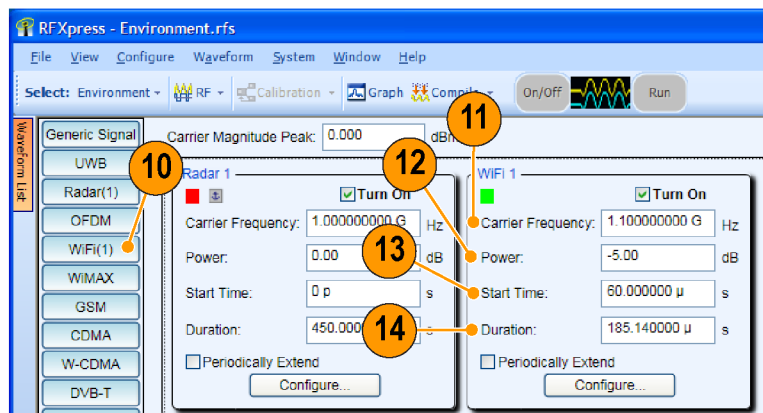 RFXpress - Environment.rfs
File View Configure Waveform System Window Help
Select: Environment RF Calibration Graph Compile On/Off Run
Waveform List
Generic Signal
UWB
Radar(1)
OFDM
WiFi(1)
WiMAX
GSM
CDMA
W-CDMA
DVB-T
10
Carrier Magnitude Peak: 0.000
11
12
13
14
Radar 1
Turn On
Carrier Frequency: 1.000000000 G Hz
Power: 0.00 dB
Start Time: 0 p s
Duration: 450.000 s
Periodically Extend
Configure...
WiFi 1
Turn On
Carrier Frequency: 1.100000000 G Hz
Power: -5.00 dB
Start Time: 60.000000 µ s
Duration: 185.140000 µ s
Periodically Extend
Configure...